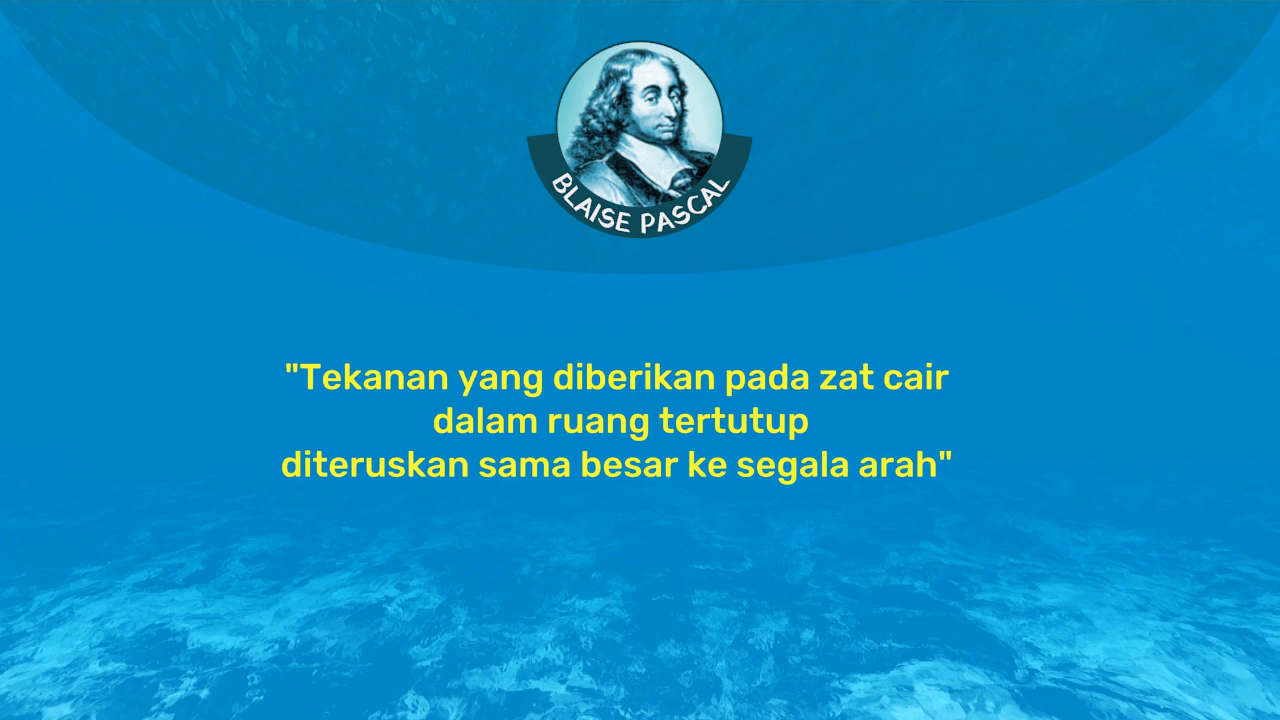 BLAISE PASCAL
"Tekanan yang diberikan pada zat cair
dalam ruang tertutup
diteruskan sama besar ke segala arah"